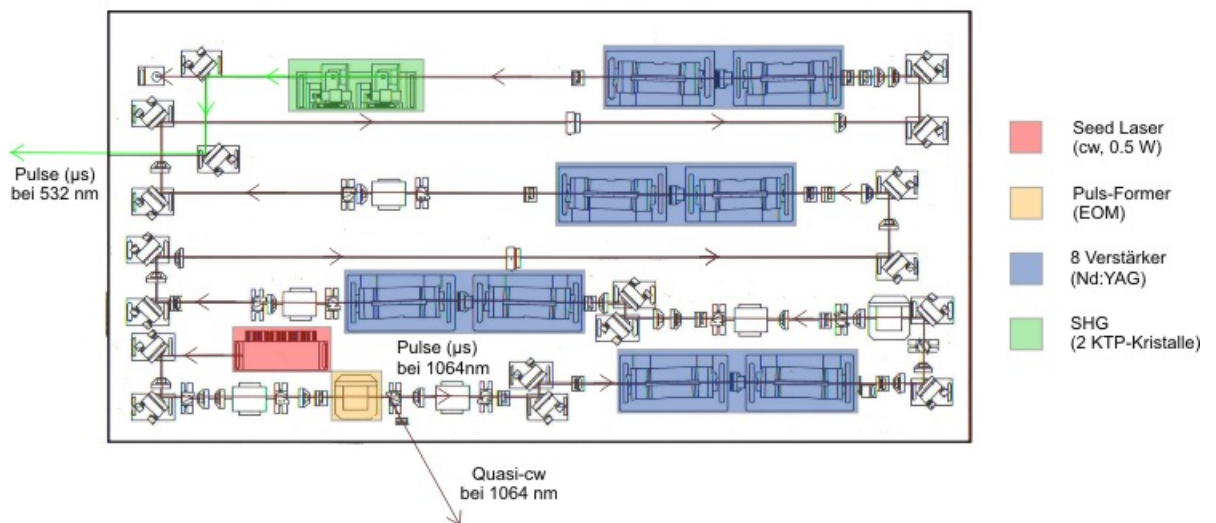 Pulse (µs)
bei 532 nm
Pulse (µs)
bei 1064nm
Quasi-cw
bei 1064 nm
Seed Laser
(cw, 0.5 W)
Puls-Former
(EOM)
8 Verstärker
(Nd:YAG)
SHG
(2 KTP-Kristalle)